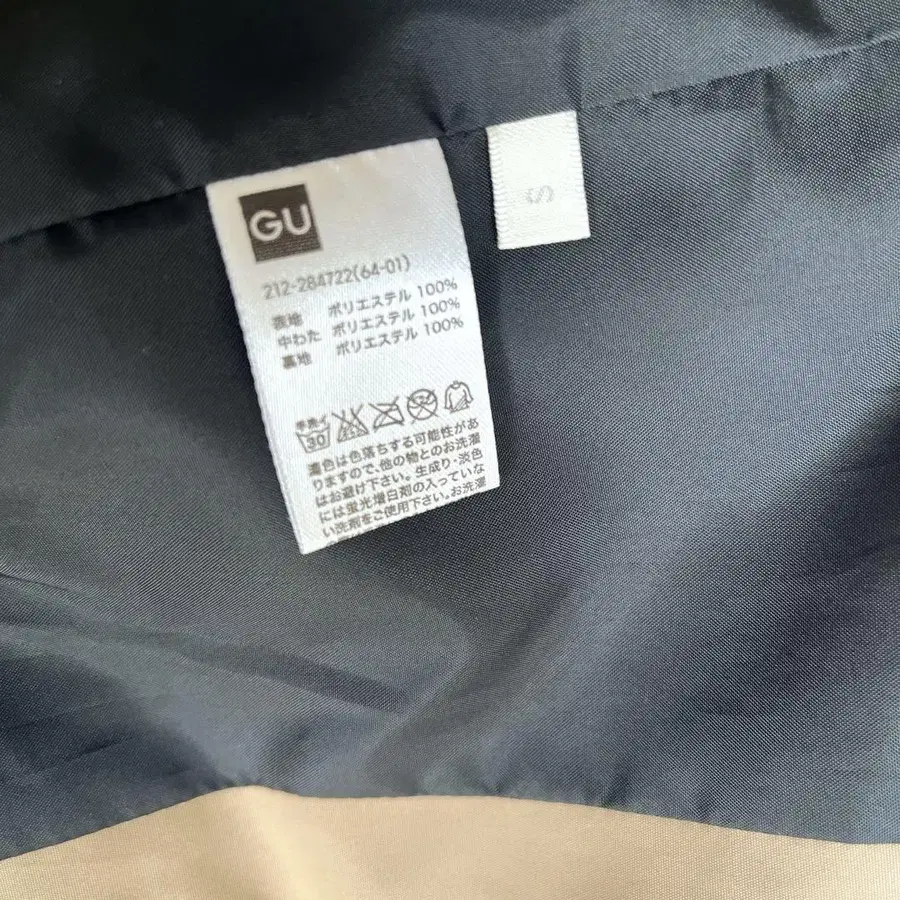 GU
S
212-284722(64-01)
表地 ポリエステル 100%
中わた ポリエステル 100%
裏地 ポリエステル 100%
手洗イ
30
濃色は色落ちする可能性があ
りますので、他の物とのお洗濯
はお避け下さい。生成り・淡色
には蛍光増白剤の入っていな
い洗剤をご使用下さい。お洗濯